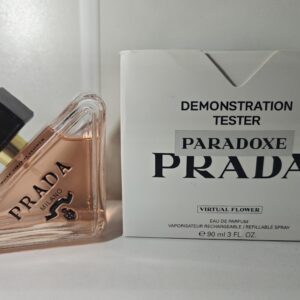 PRADA
MILANO
DEMONSTRATION
TESTER
PARADOXE
PRADA
VIRTUAL FLOWER
EAU DE PARFUM
VAPORISATEUR RECHARGEABLE / REFILLABLE SPRAY
℮ 90 ml 3 FL. OZ.